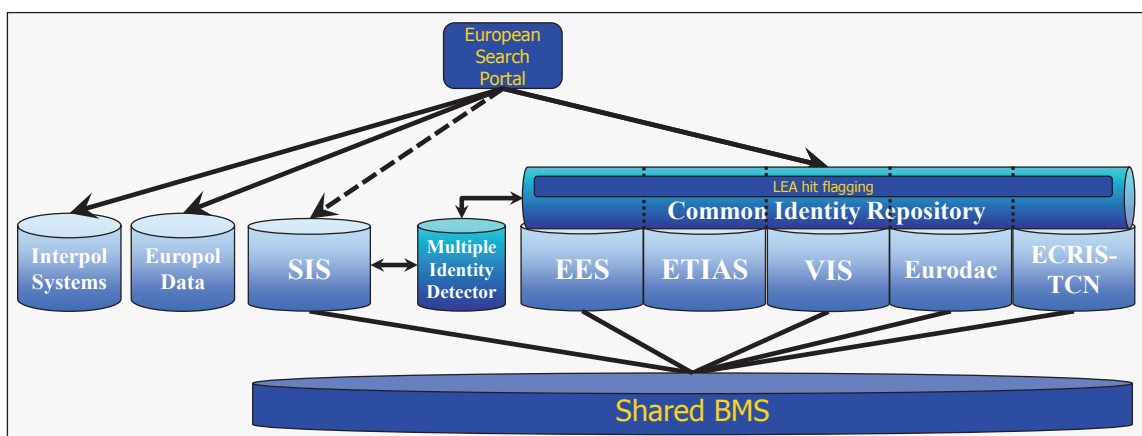 European
Search
Portal
LEA hit flagging
Common Identity Repository
Interpol
Systems
Europol
Data
SIS
Multiple
Identity
Detector
EES
ETIAS
VIS
Eurodac
ECRIS-
TCN
Shared BMS